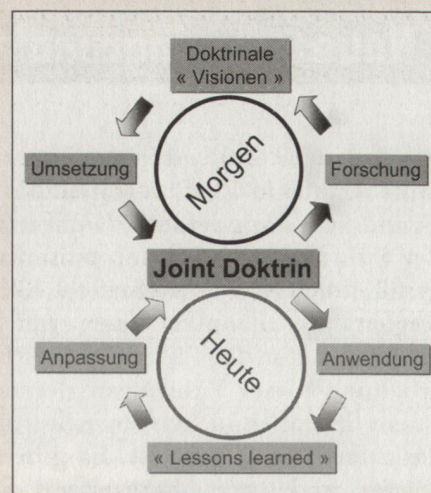 Doktrinale
« Visionen »
Umsetzung
Morgen
Forschung
Joint Doktrin
Anpassung
Heute
Anwendung
« Lessons learned »